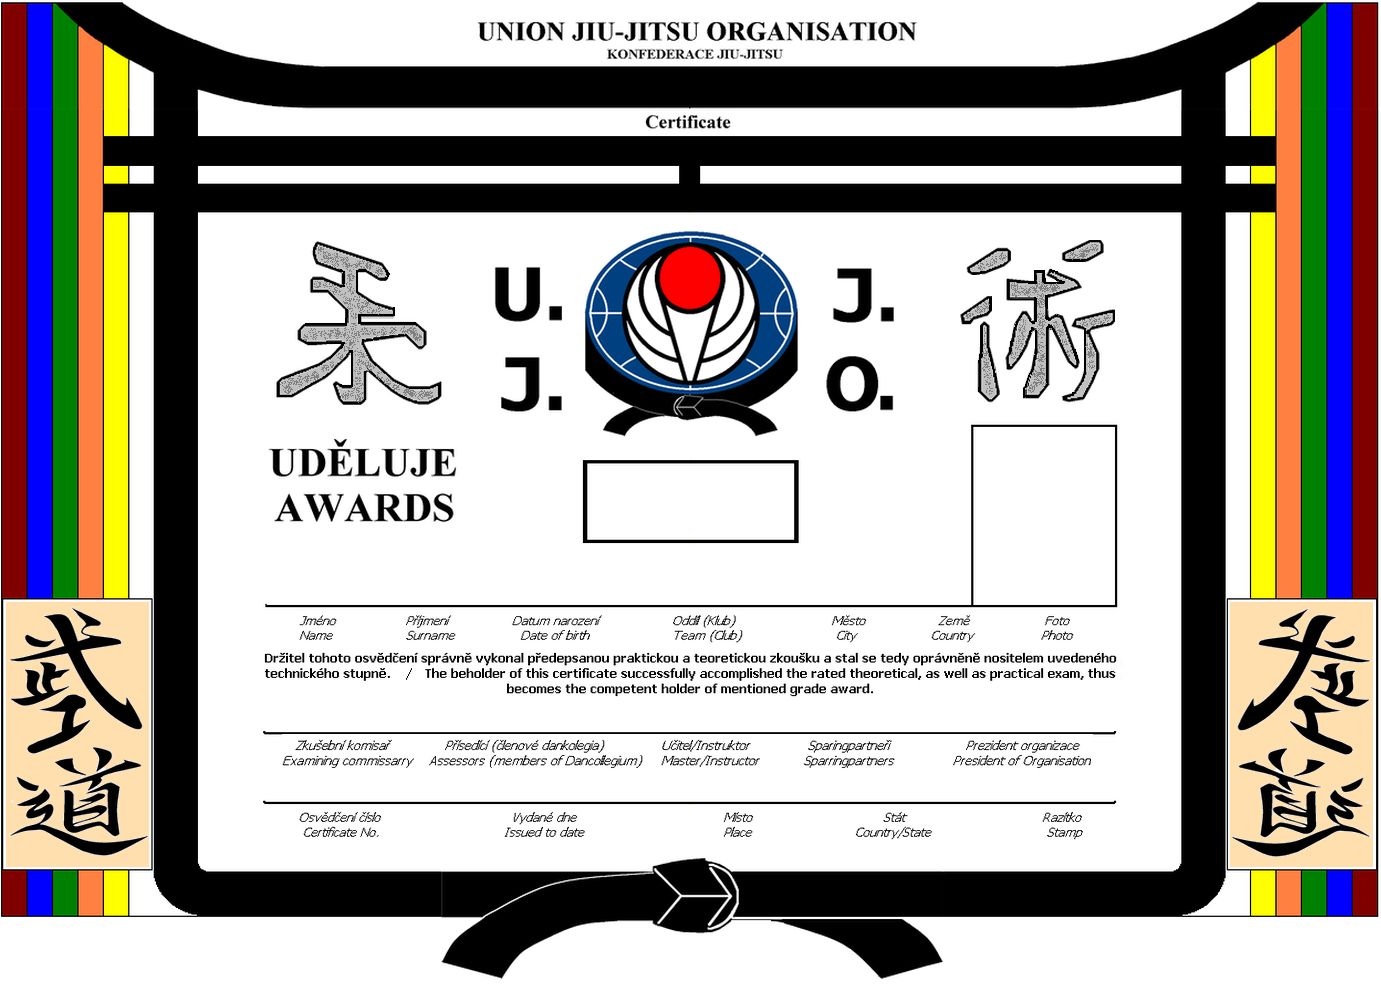 UNION JIU-JITSU ORGANISATION
KONFEDERACE JIU-JITSU
Certificate
柔 術
U. J.
J. O.
UDĚLUJE
AWARDS
Jméno Příjmení Datum narození Oddíl (Klub) Město Země Foto
Name Surname Date of birth Team (Club) City Country Photo
Držitel tohoto osvědčení správně vykonal předepsanou praktickou a teoretickou zkoušku a stal se tedy oprávněně nositelem uvedeného
technického stupně. / The beholder of this certificate successfully accomplished the rated theoretical, as well as practical exam, thus
becomes the competent holder of mentioned grade award.
Zkušební komisař Přísedící (členové dankolegia) Učitel/Instruktor Sparingpartneři Prezident organizace
Examining commissarry Assessors (members of Dancollegium) Master/Instructor Sparringpartners President of Organisation
Osvědčení číslo Vydané dne Místo Stát Razítko
Certificate No. Issued to date Place Country/State Stamp
武道
武道